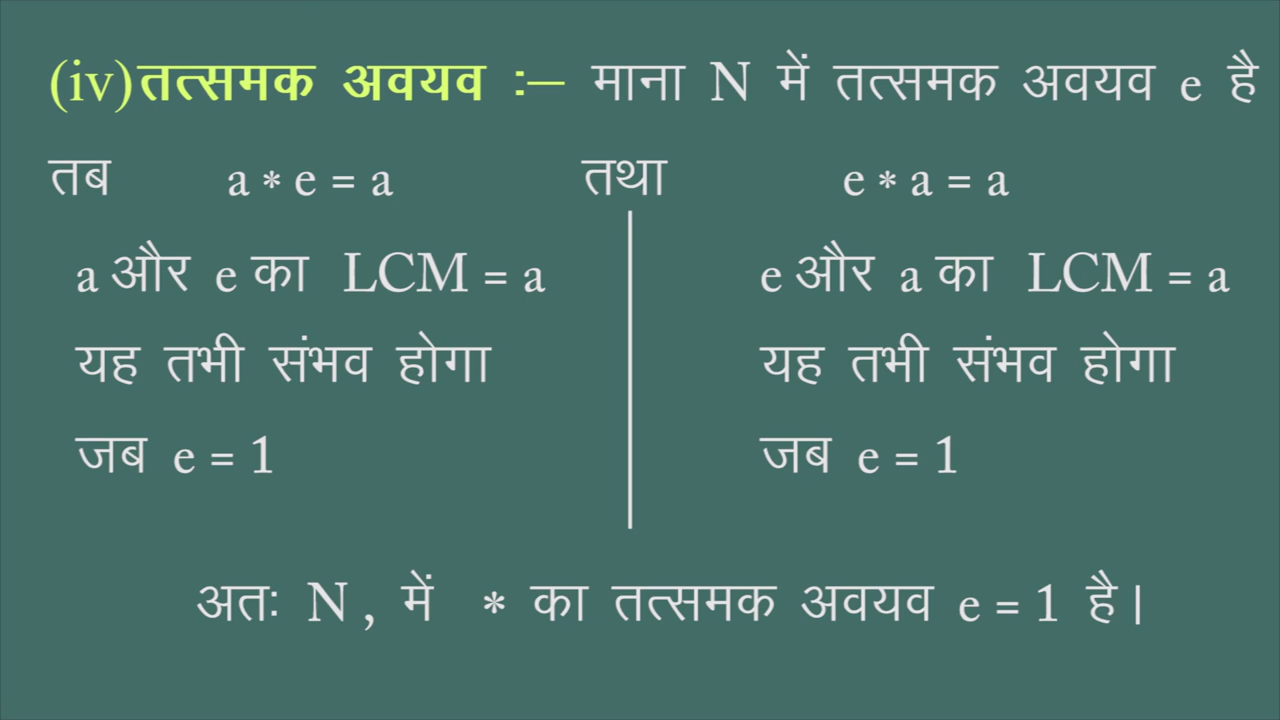 (iv) तत्समक अवयव :— माना N में तत्समक अवयव e है
तब a * e = a तथा e * a = a
a और e का LCM = a
यह तभी संभव होगा
जब e = 1
e और a का LCM = a
यह तभी संभव होगा
जब e = 1
अतः N , में * का तत्समक अवयव e = 1 है |